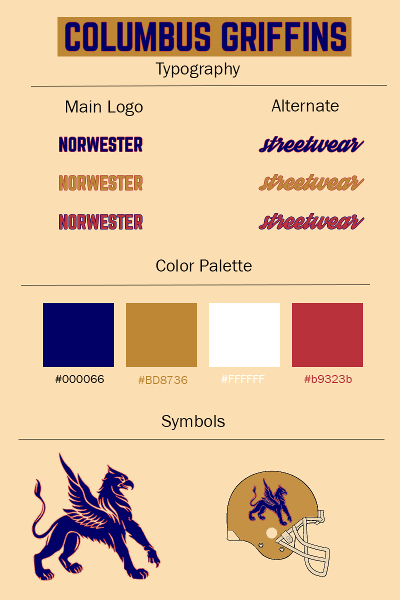 COLUMBUS GRIFFINS
Typography
Main Logo
Alternate
NORWESTER
streetwear
NORWESTER
streetwear
NORWESTER
streetwear
Color Palette
#000066
#BD8736
#FFFFFF
#b9323b
Symbols